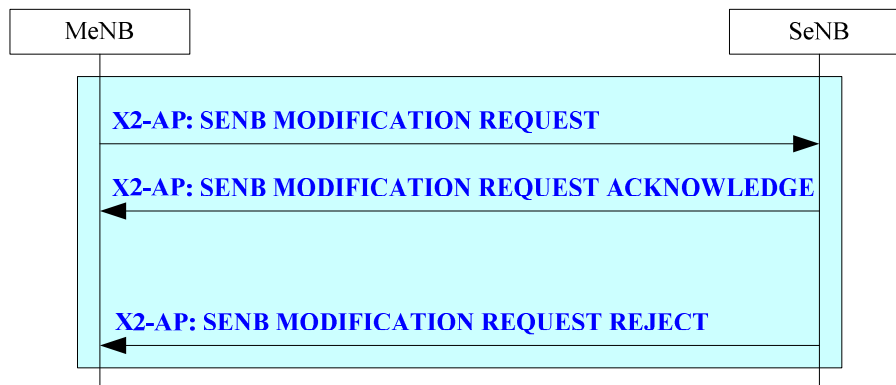 MeNB
SeNB
X2-AP: SENB MODIFICATION REQUEST
X2-AP: SENB MODIFICATION REQUEST ACKNOWLEDGE
X2-AP: SENB MODIFICATION REQUEST REJECT